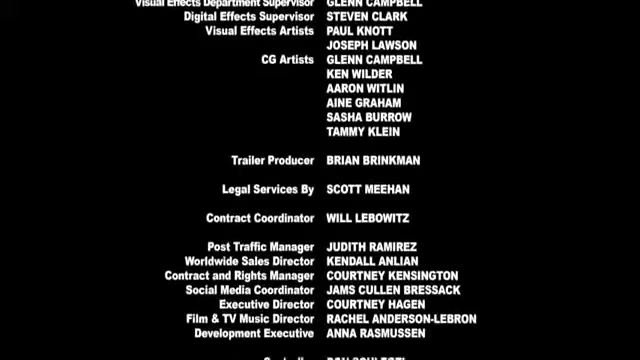 Visual Effects Department Supervisor GLENN CAMPBELL
Digital Effects Supervisor STEVEN CLARK
Visual Effects Artists PAUL KNOTT
JOSEPH LAWSON
CG Artists GLENN CAMPBELL
KEN WILDER
AARON WITLIN
AINE GRAHAM
SASHA BURROW
TAMMY KLEIN
Trailer Producer BRIAN BRINKMAN
Legal Services By SCOTT MEEHAN
Contract Coordinator WILL LEBOWITZ
Post Traffic Manager JUDITH RAMIREZ
Worldwide Sales Director KENDALL ANLIAN
Contract and Rights Manager COURTNEY KENSINGTON
Social Media Coordinator JAMS CULLEN BRESSACK
Executive Director COURTNEY HAGEN
Film & TV Music Director RACHEL ANDERSON-LEBRON
Development Executive ANNA RASMUSSEN